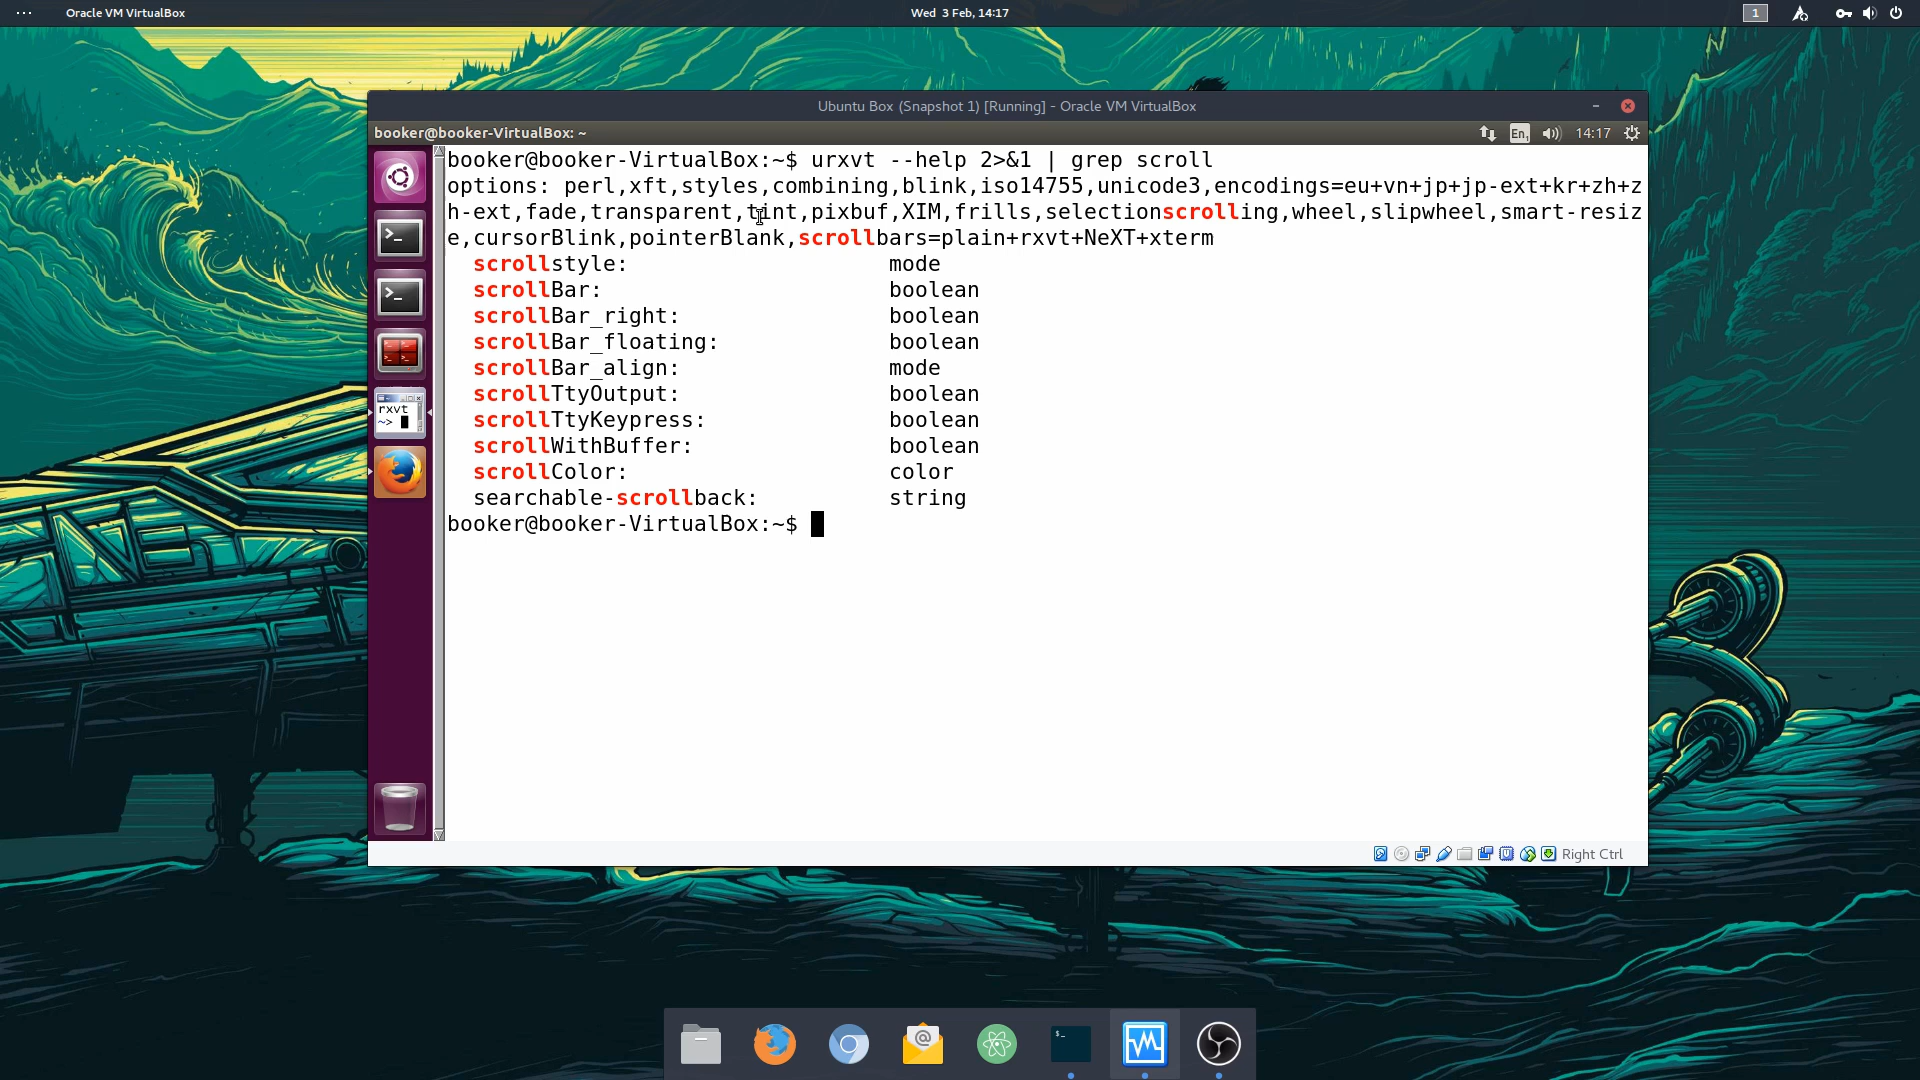 Oracle VM VirtualBox
Wed 3 Feb, 14:17
1
Ubuntu Box (Snapshot 1) [Running] - Oracle VM VirtualBox
booker@booker-VirtualBox: ~
En1
14:17
booker@booker-VirtualBox:~$ urxvt --help 2>&1 | grep scroll
options: perl,xft,styles,combining,blink,iso14755,unicode3,encodings=eu+vn+jp+jp-ext+kr+zh+z
h-ext,fade,transparent,tint,pixbuf,XIM,frills,selectionscrolling,wheel,slipwheel,smart-resiz
e,cursorBlink,pointerBlank,scrollbars=plain+rxvt+NeXT+xterm
scrollstyle: mode
scrollBar: boolean
scrollBar_right: boolean
scrollBar_floating: boolean
scrollBar_align: mode
scrollTtyOutput: boolean
scrollTtyKeypress: boolean
scrollWithBuffer: boolean
scrollColor: color
searchable-scrollback: string
booker@booker-VirtualBox:~$
rxvt
~>
Right Ctrl